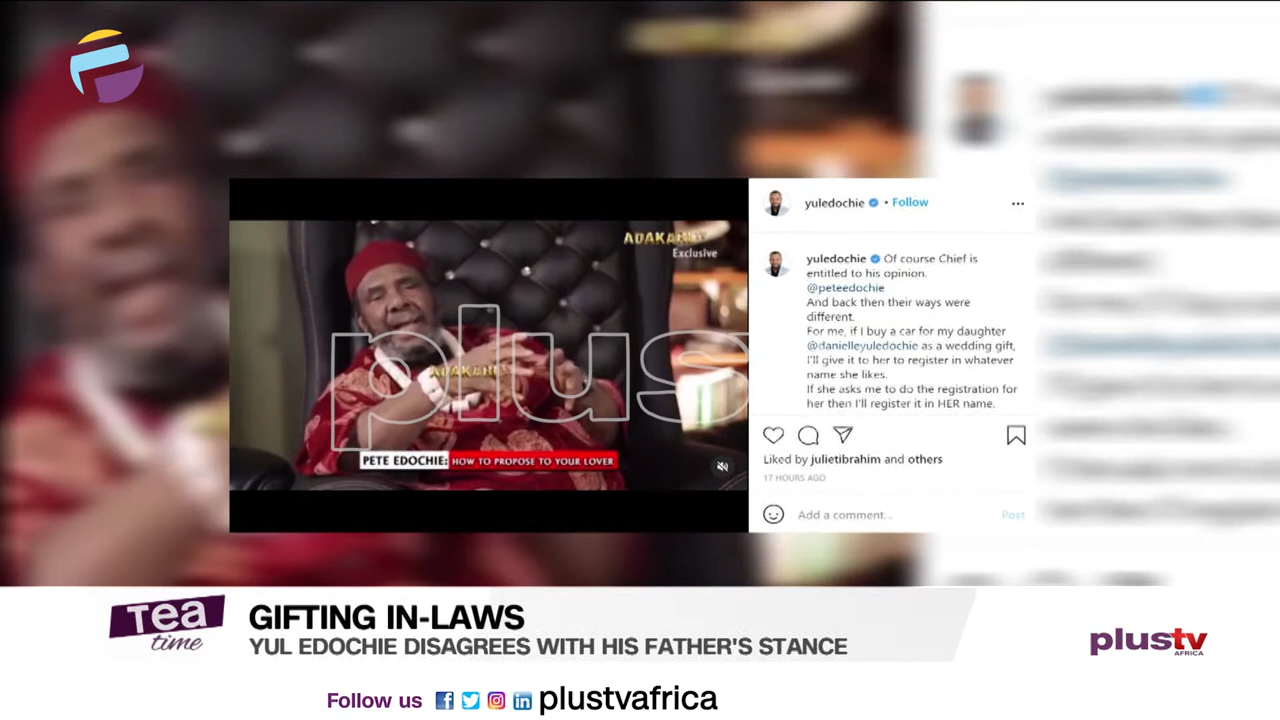 ADAKA
Exclusive
plus
ADAKA
PETE EDOCHIE: HOW TO PROPOSE TO YOUR LOVER
yuledochie • Follow
yuledochie Of course Chief is
entitled to his opinion.
@peteedochie
And back then their ways were
different.
For me, if I buy a car for my daughter
@danielleyuledochie as a wedding gift,
I'll give it to her to register in whatever
name she likes.
If she asks me to do the registration for
her then I'll register it in HER name.
Liked by julietibrahim and others
17 HOURS AGO
Add a comment...
Post
Tea
time
GIFTING IN-LAWS
YUL EDOCHIE DISAGREES WITH HIS FATHER'S STANCE
plustv
AFRICA
Follow us plustvafrica